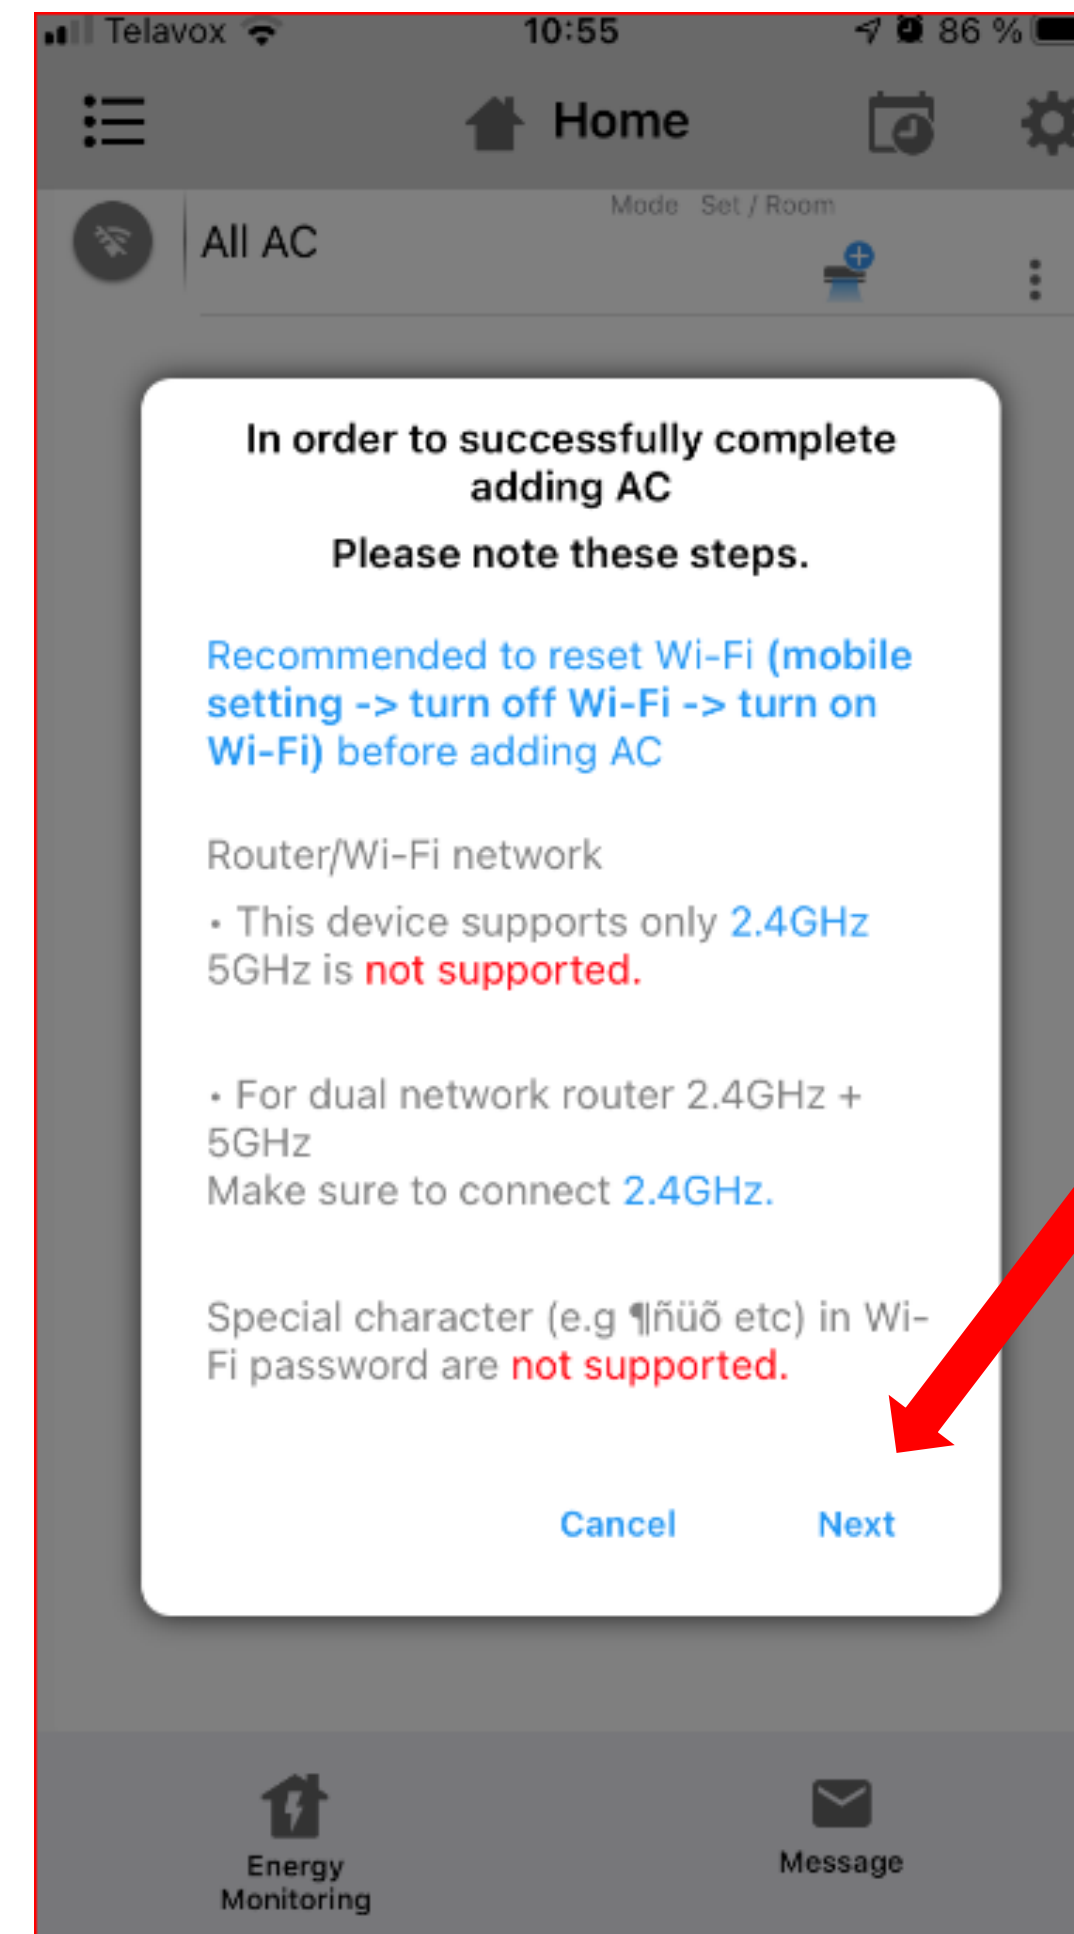 Telavox 10:55 86 %
Home
Mode Set / Room
All AC
In order to successfully complete
adding AC
Please note these steps.
Recommended to reset Wi-Fi (mobile
setting -> turn off Wi-Fi -> turn on
Wi-Fi) before adding AC
Router/Wi-Fi network
• This device supports only 2.4GHz
5GHz is not supported.
• For dual network router 2.4GHz +
5GHz
Make sure to connect 2.4GHz.
Special character (e.g ¶ñüõ etc) in Wi-
Fi password are not supported.
Cancel Next
Energy Message
Monitoring